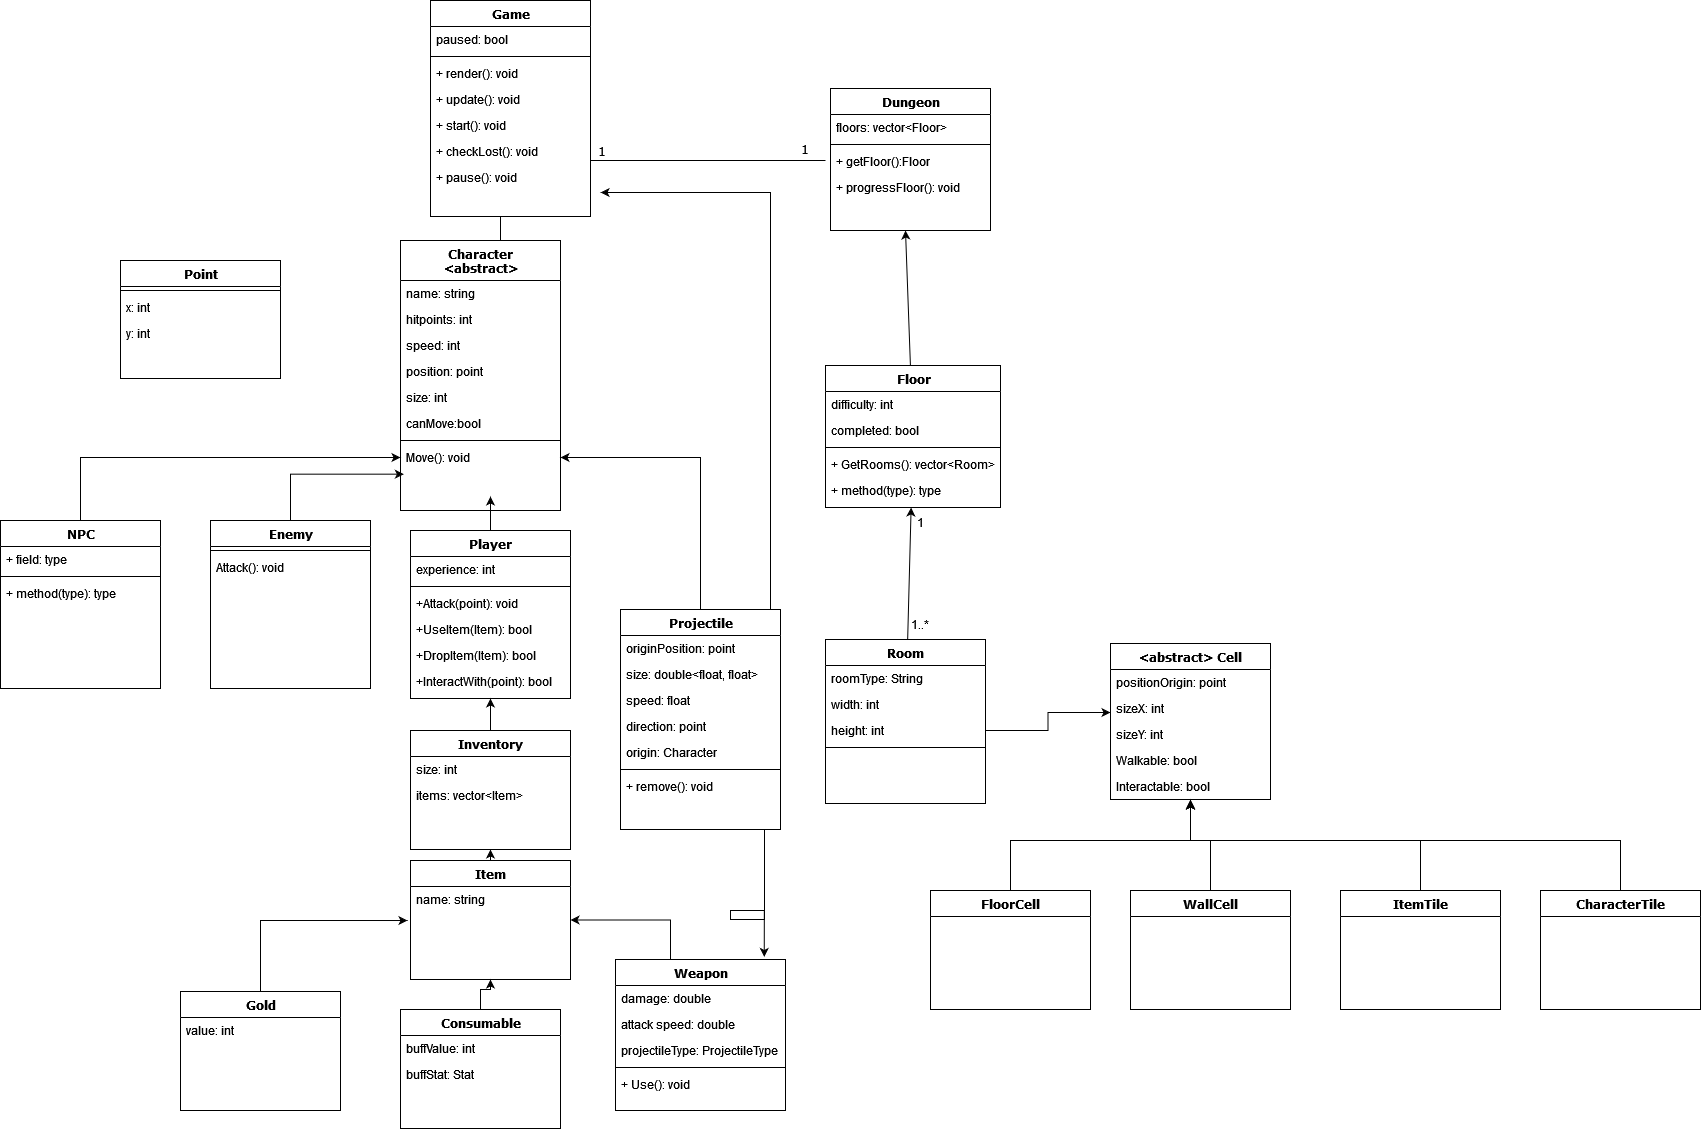 Game
paused: bool
+ render(): void
+ update(): void
+ start(): void
+ checkLost(): void
+ pause(): void
1
1
Dungeon
floors: vector<Floor>
+ getFloor():Floor
+ progressFloor(): void
Point
x: int
y: int
Character
<abstract>
name: string
hitpoints: int
speed: int
position: point
size: int
canMove:bool
Move(): void
Floor
difficulty: int
completed: bool
+ GetRooms(): vector<Room>
+ method(type): type
1
1..*
NPC
+ field: type
+ method(type): type
Enemy
Attack(): void
Player
experience: int
+Attack(point): void
+UseItem(Item): bool
+DropItem(Item): bool
+InteractWith(point): bool
Projectile
originPosition: point
size: double<float, float>
speed: float
direction: point
origin: Character
+ remove(): void
Room
roomType: String
width: int
height: int
<abstract> Cell
positionOrigin: point
sizeX: int
sizeY: int
Walkable: bool
Interactable: bool
Inventory
size: int
items: vector<Item>
Item
name: string
FloorCell
WallCell
ItemTile
CharacterTile
Gold
value: int
Consumable
buffValue: int
buffStat: Stat
Weapon
damage: double
attack speed: double
projectileType: ProjectileType
+ Use(): void